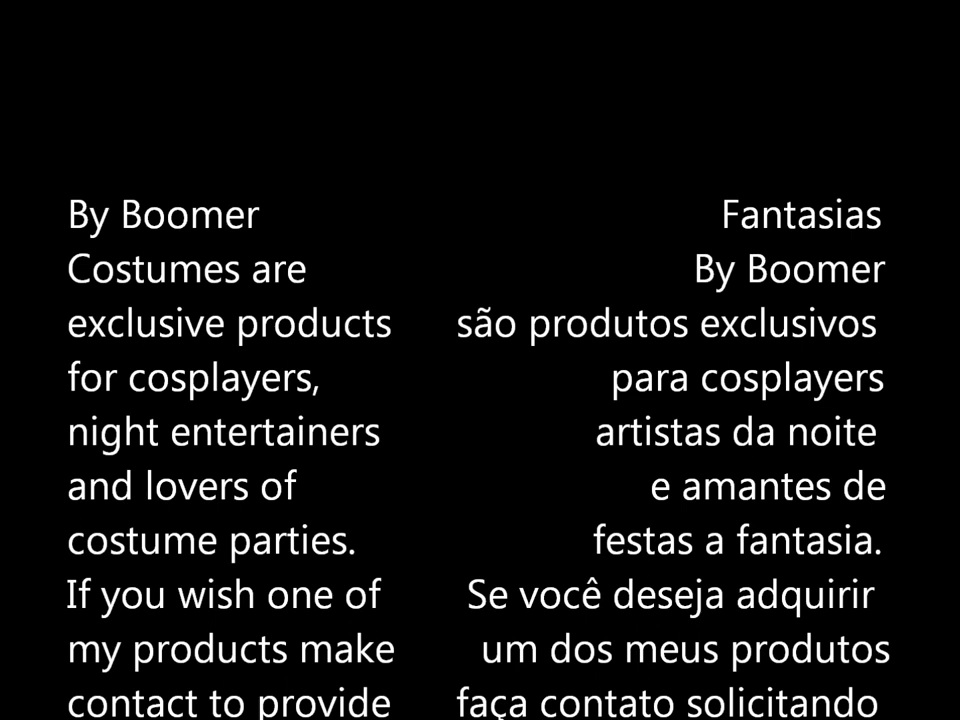 By Boomer
Costumes are
exclusive products
for cosplayers,
night entertainers
and lovers of
costume parties.
If you wish one of
my products make
contact to provide
Fantasias
By Boomer
são produtos exclusivos
para cosplayers
artistas da noite
e amantes de
festas a fantasia.
Se você deseja adquirir
um dos meus produtos
faça contato solicitando